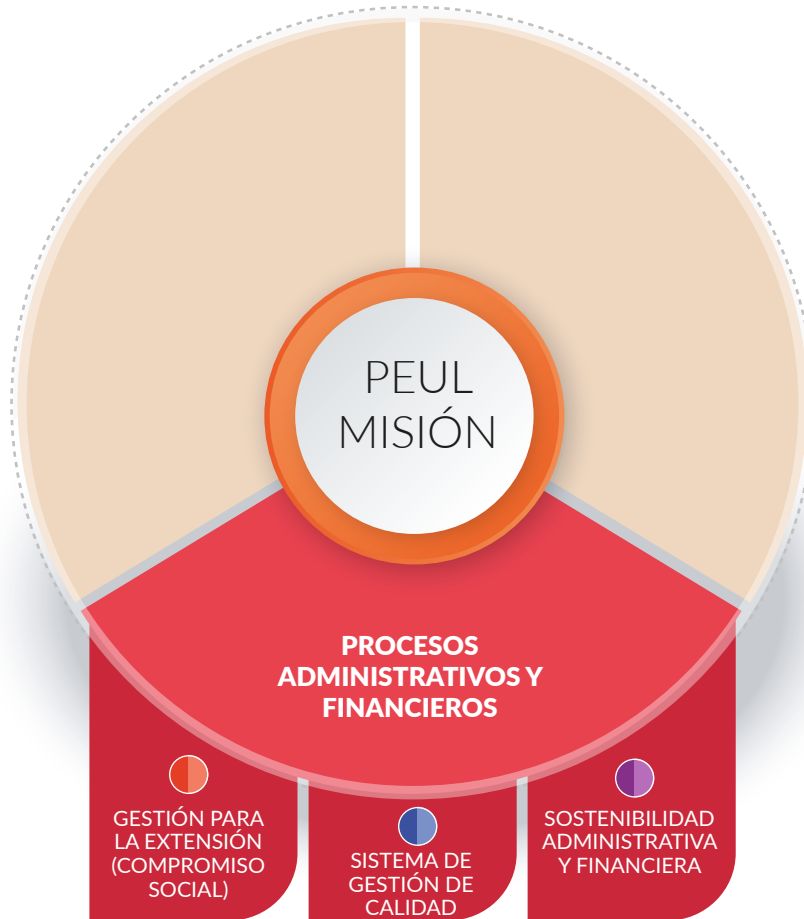 PEUL
MISIÓN
PROCESOS
ADMINISTRATIVOS Y
FINANCIEROS
GESTIÓN PARA
LA EXTENSIÓN
(COMPROMISO
SOCIAL)
SISTEMA DE
GESTIÓN DE
CALIDAD
SOSTENIBILIDAD
ADMINISTRATIVA
Y FINANCIERA